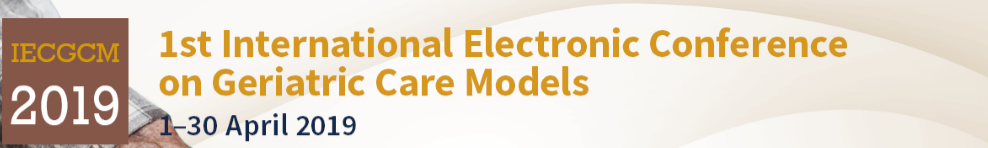 IECGCM
2019
1st International Electronic Conference
on Geriatric Care Models
1–30 April 2019